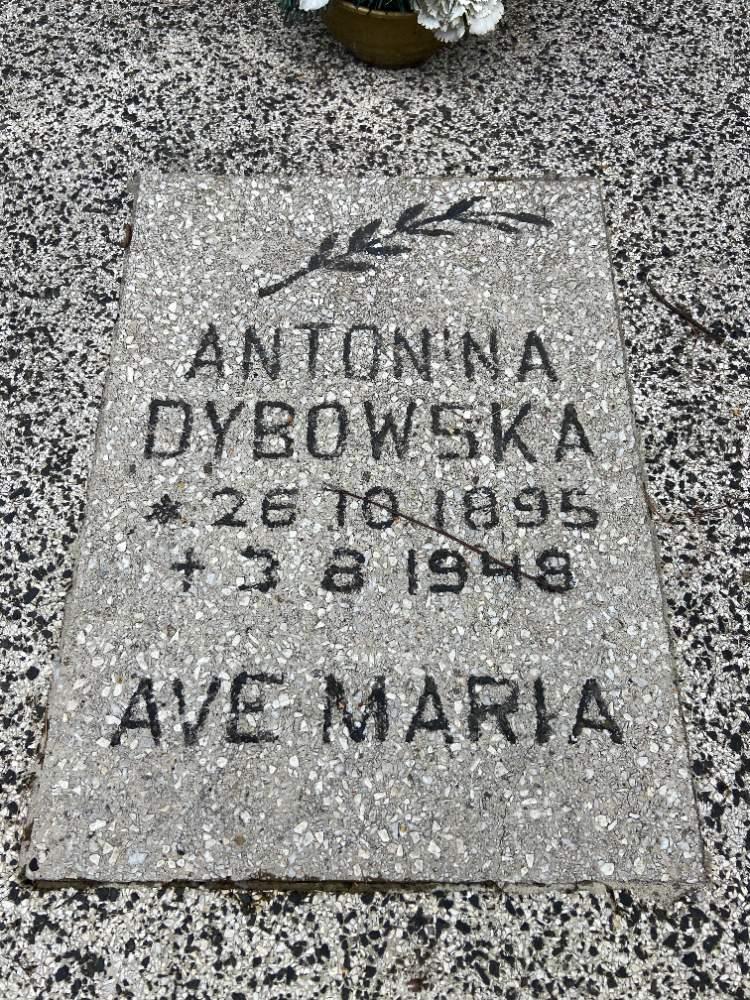 ANTONINA
DYBOWSKA
* 26 10 1895
+ 3 8 1948
AVE MARIA